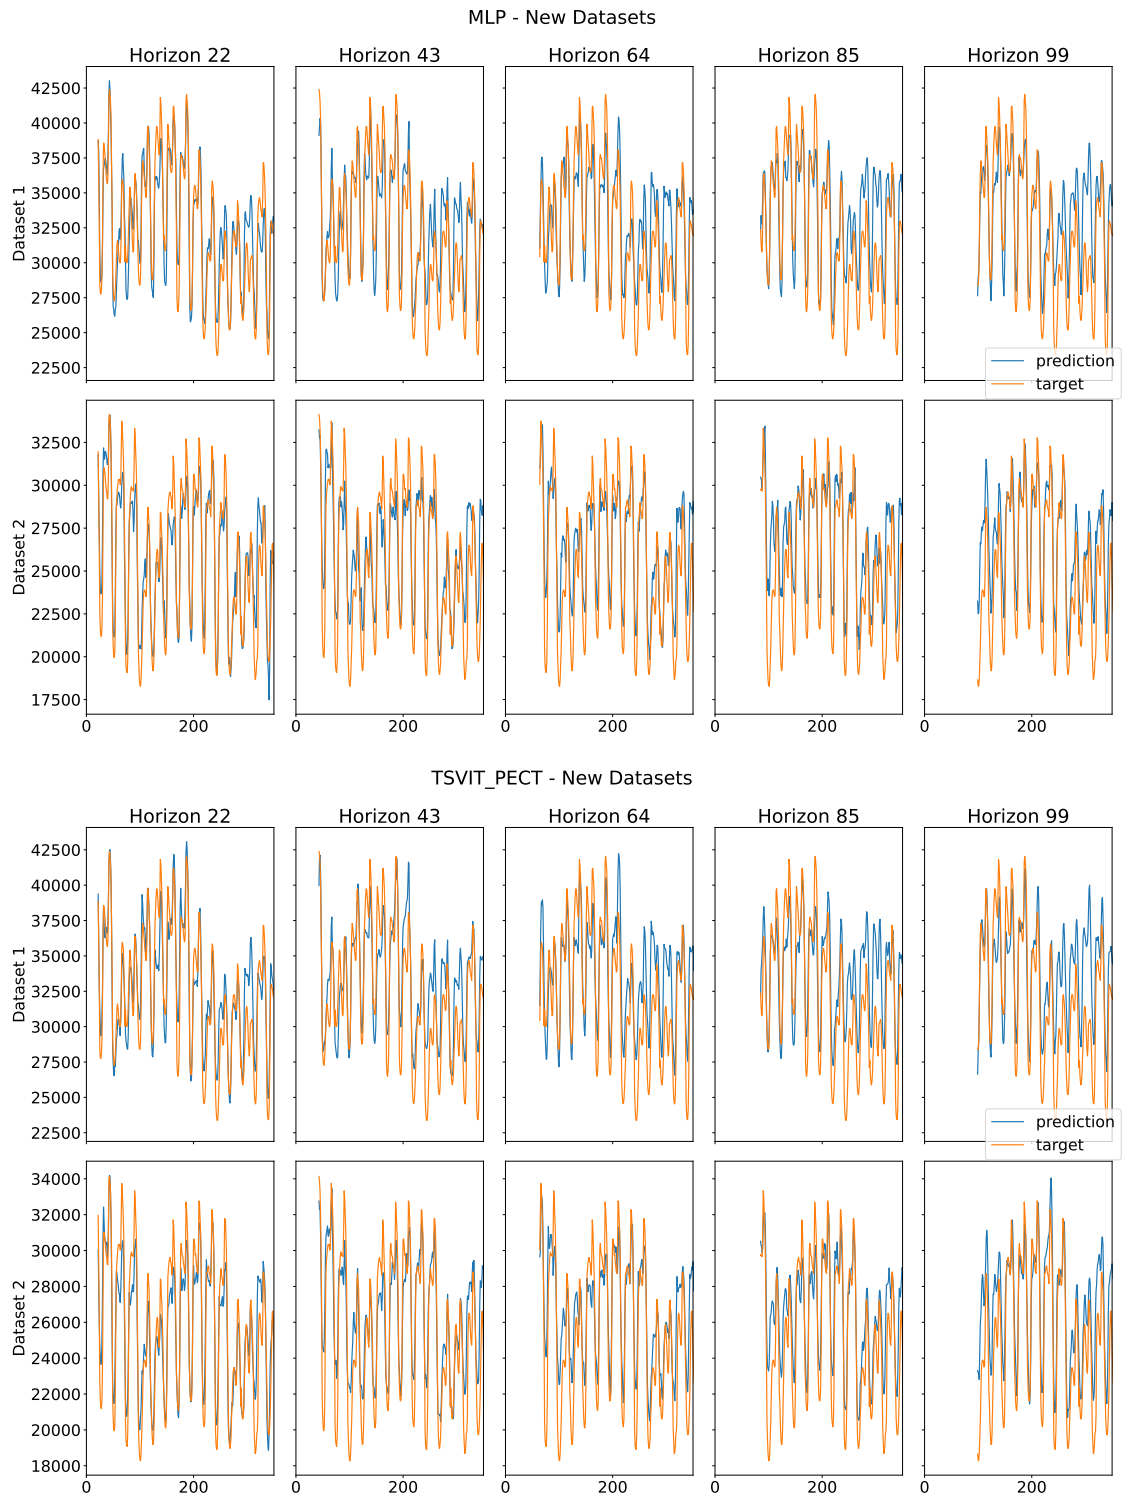 MLP - New Datasets
Horizon 22 Horizon 43 Horizon 64 Horizon 85 Horizon 99
Dataset 1
42500
40000
37500
35000
32500
30000
27500
25000
22500
prediction
target
Dataset 2
32500
30000
27500
25000
22500
20000
17500
0 200 0 200 0 200 0 200 0 200
TSVIT_PECT - New Datasets
Horizon 22 Horizon 43 Horizon 64 Horizon 85 Horizon 99
Dataset 1
42500
40000
37500
35000
32500
30000
27500
25000
22500
prediction
target
Dataset 2
34000
32000
30000
28000
26000
24000
22000
20000
18000
0 200 0 200 0 200 0 200 0 200